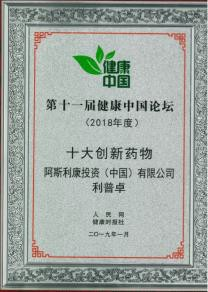 健康
中国
第十一届健康中国论坛
（2018年度）
十大创新药物
阿斯利康投资（中国）有限公司
利普卓
人民网
健康时报社
二〇一九年一月